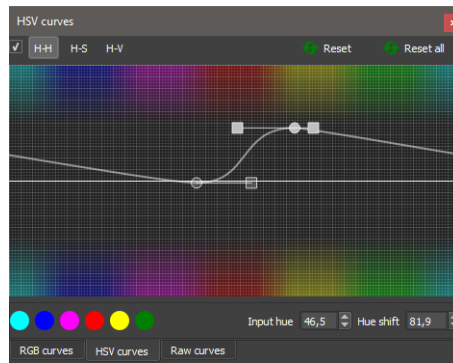 HSV curves
H-H H-S H-V Reset Reset all
Input hue 46,5 Hue shift 81,9
RGB curves HSV curves Raw curves